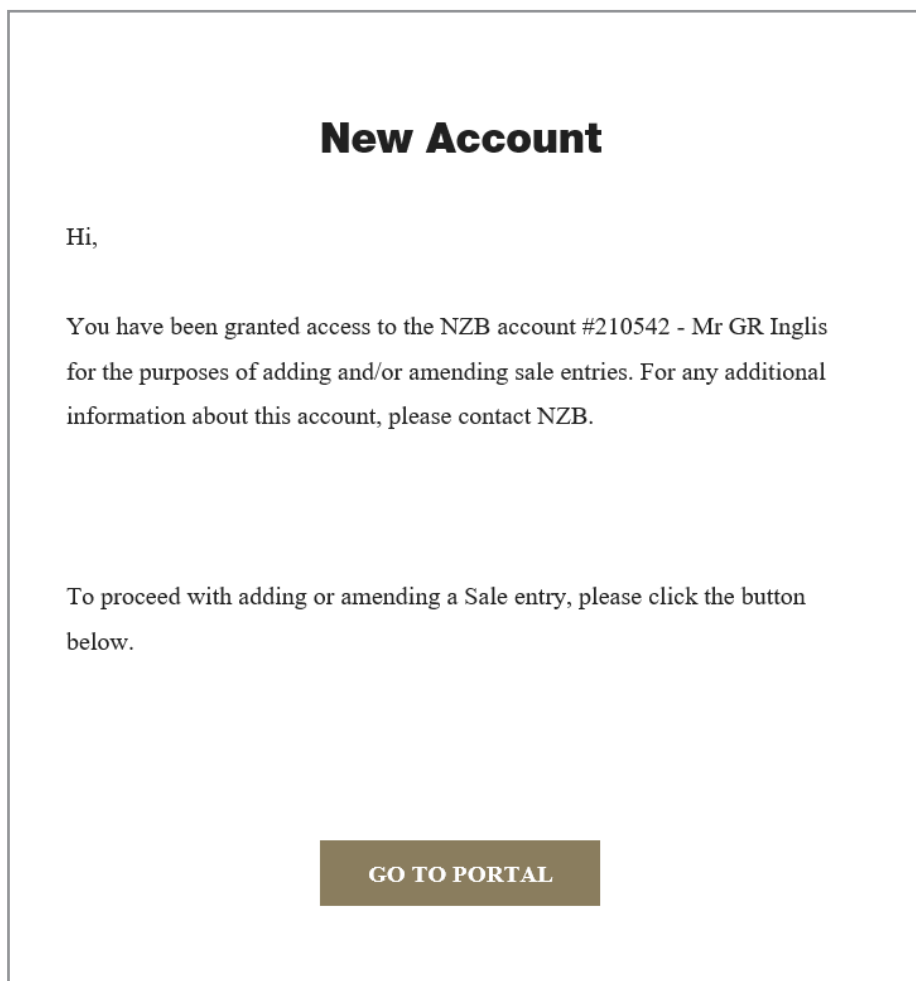 New Account
Hi,
You have been granted access to the NZB account #210542 - Mr GR Inglis
for the purposes of adding and/or amending sale entries. For any additional
information about this account, please contact NZB.
To proceed with adding or amending a Sale entry, please click the button
below.
GO TO PORTAL